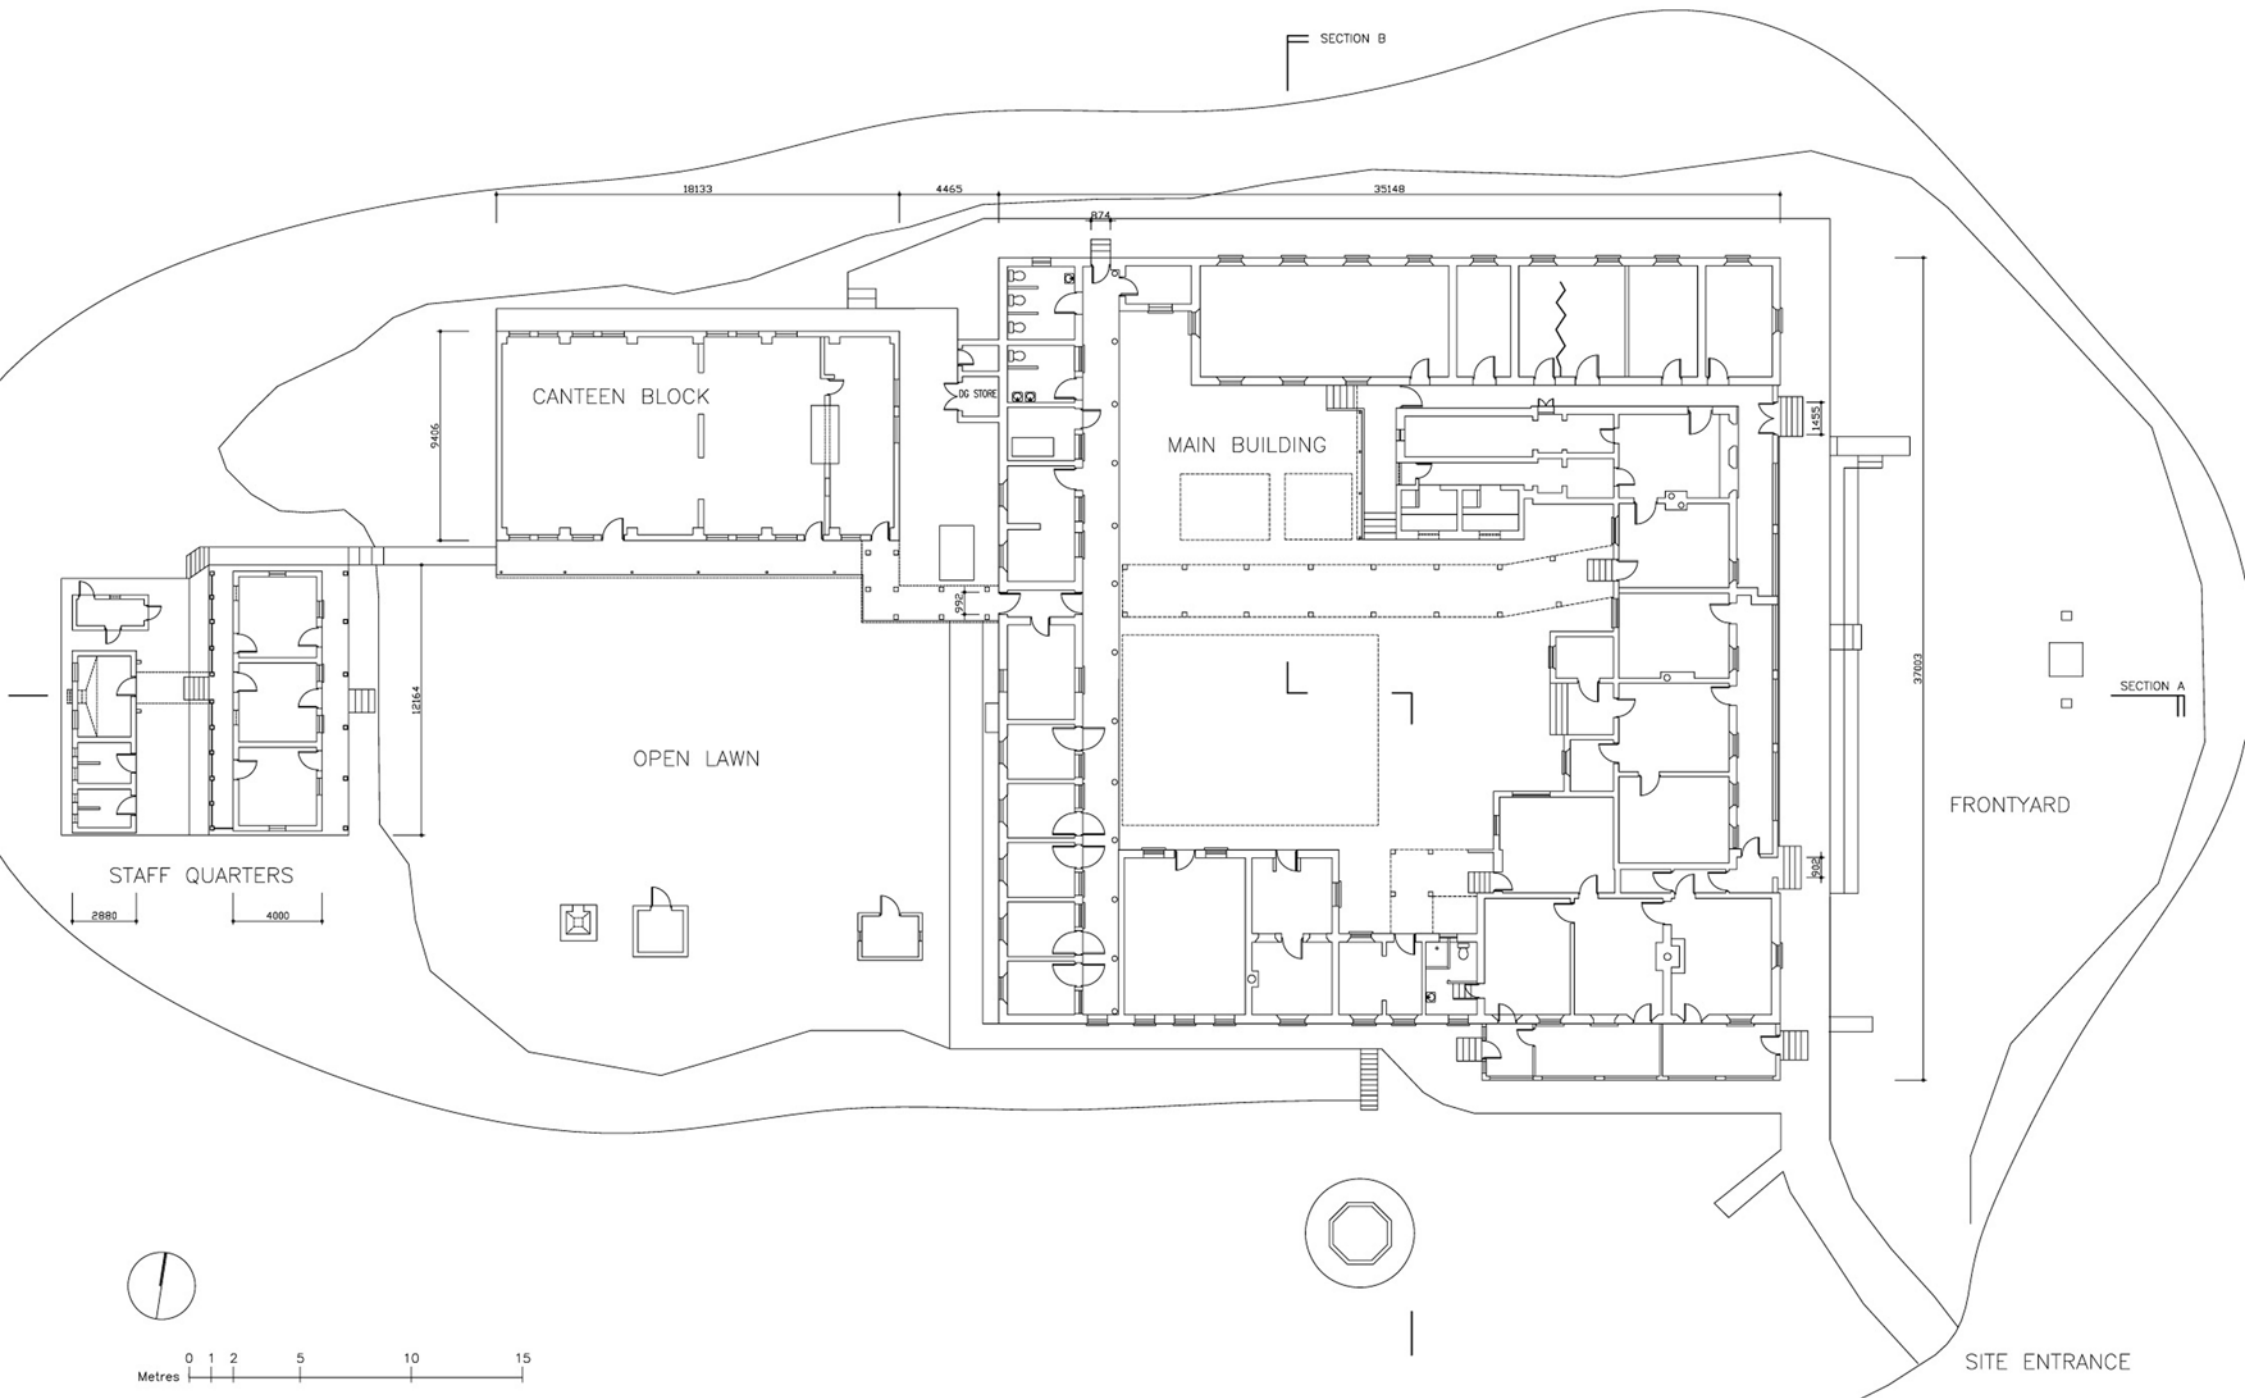 SECTION B
18133
4465
35148
874
CANTEEN BLOCK
DG STORE
9406
MAIN BUILDING
1455
992
12164
37003
SECTION A
OPEN LAWN
FRONTYARD
STAFF QUARTERS
902
2880
4000
0 1 2 5 10 15
Metres
SITE ENTRANCE